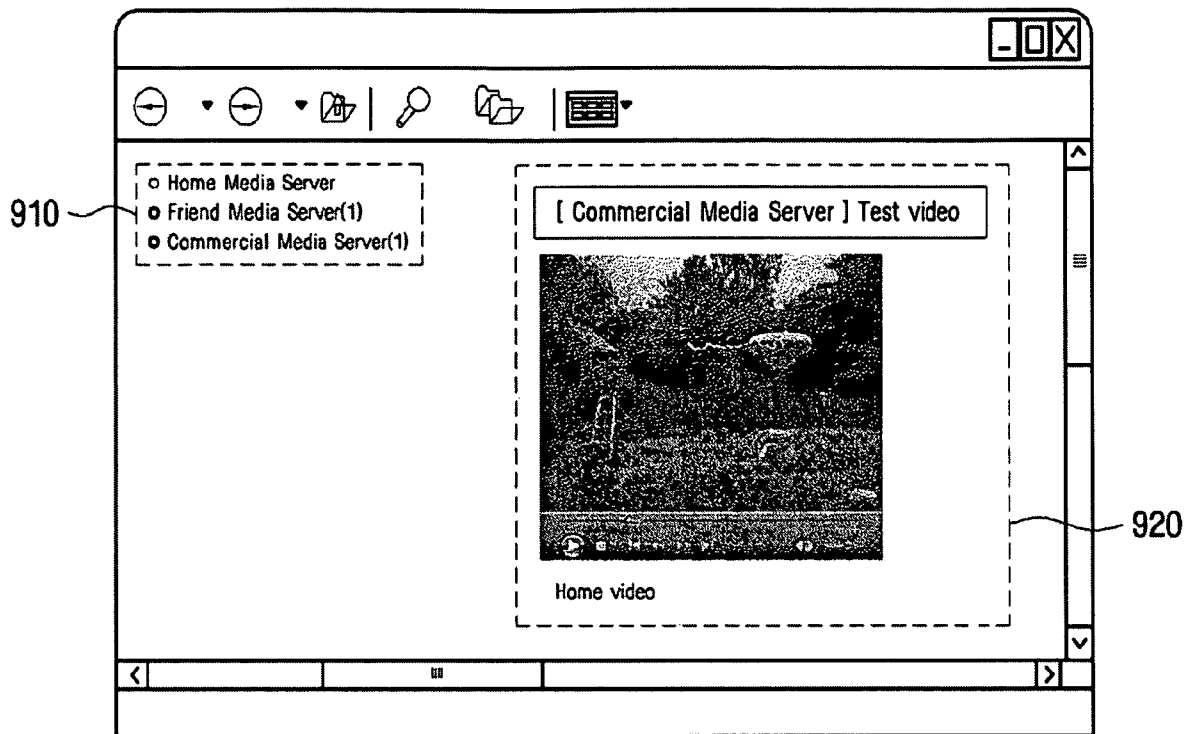 Home Media Server
Friend Media Server(1)
Commercial Media Server(1)
910
[ Commercial Media Server ] Test video
920
Home video